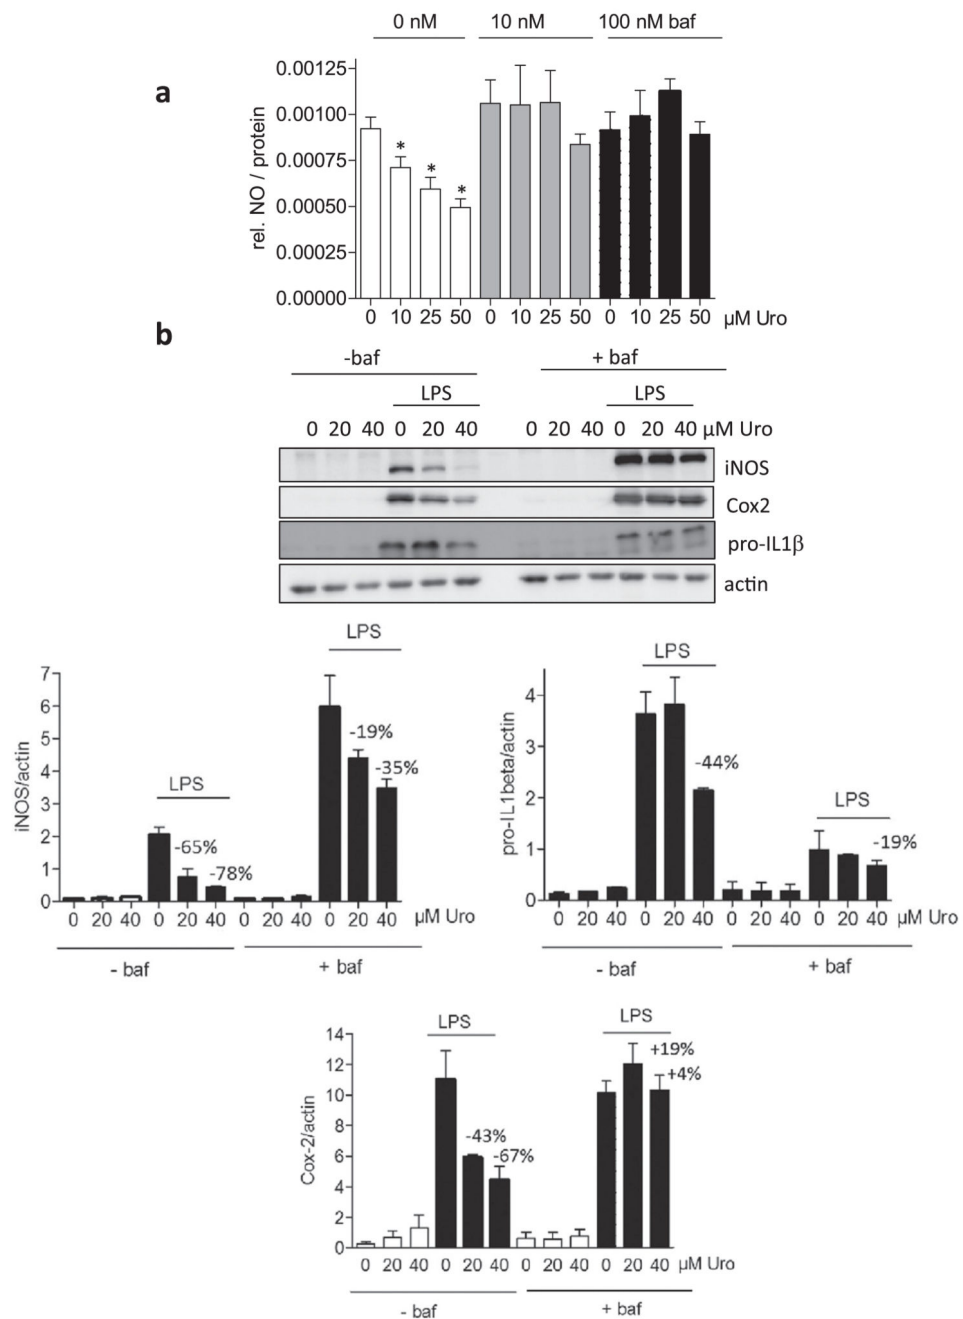 0 nM 10 nM 100 nM baf
a
0.00125
0.00100
0.00075
0.00050
0.00025
0.00000
rel. NO / protein
* * *
0 10 25 50 0 10 25 50 0 10 25 50 µM Uro
b
-baf + baf
LPS LPS
0 20 40 0 20 40 0 20 40 0 20 40 µM Uro
iNOS
Cox2
pro-IL1β
actin
LPS
7
6
5
4
3
2
1
0
iNOS/actin
-19%
-35%
LPS
-65%
-78%
0 20 40 0 20 40 0 20 40 0 20 40 µM Uro
- baf + baf
LPS
4
3
2
1
0
pro-IL1beta/actin
-44%
LPS
-19%
0 20 40 0 20 40 0 20 40 0 20 40 µM Uro
- baf + baf
LPS LPS
14
12
10
8
6
4
2
0
Cox-2/actin
+19%
+4%
-43%
-67%
0 20 40 0 20 40 0 20 40 0 20 40 µM Uro
- baf + baf